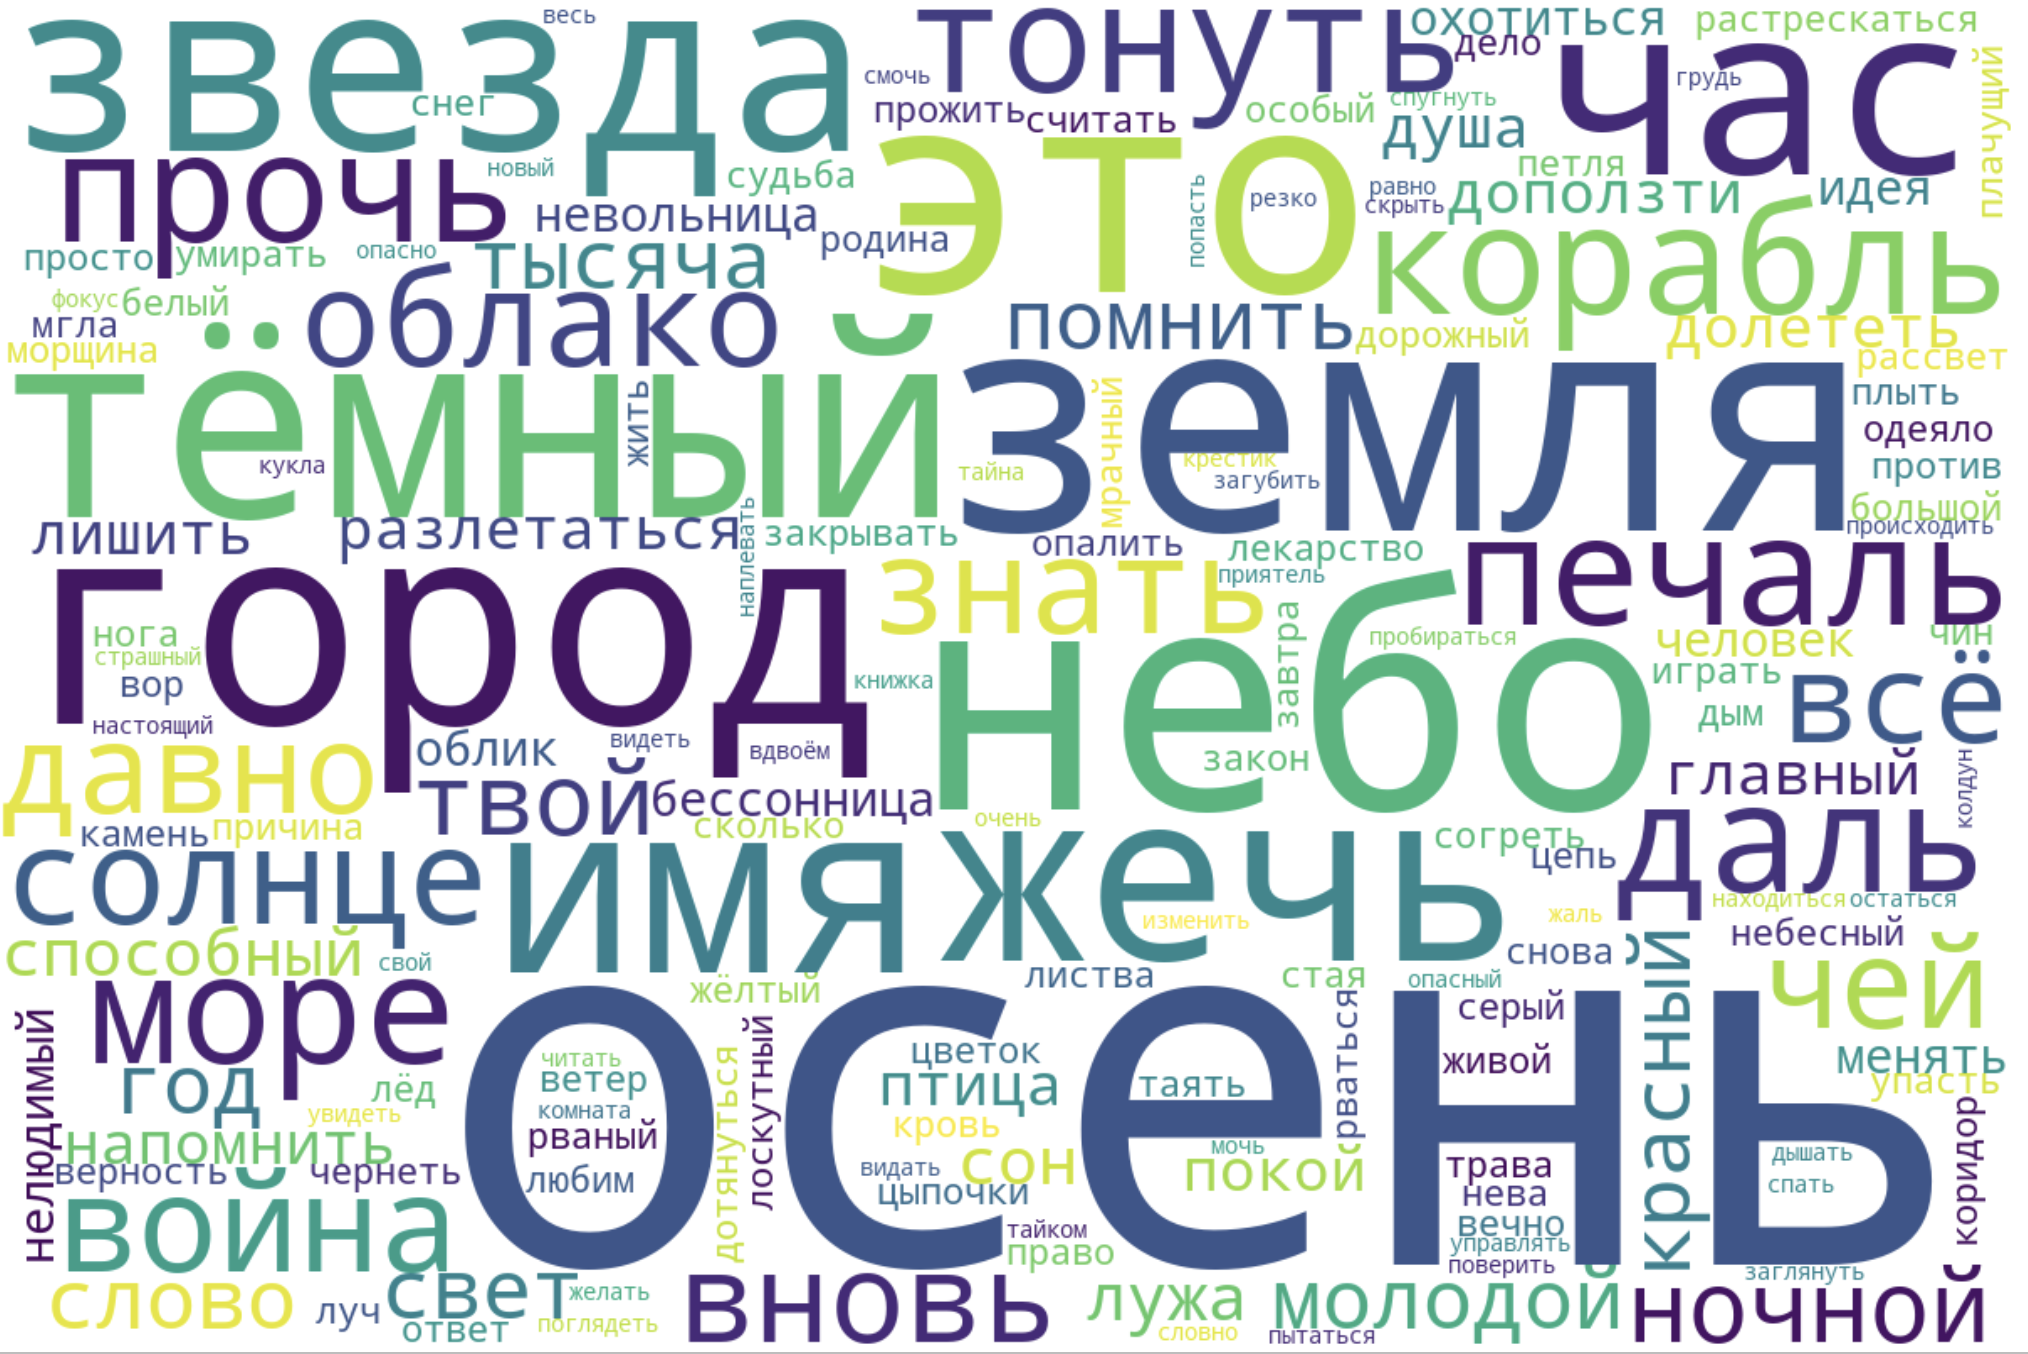 весь
звезда
тонуть
охотиться
растрескаться
дело
час
смочь
грудь
снег
прожить
считать
особый
спугнуть
душа
плачущий
прочь
новый
судьба
это
петля
невольница
попасть
резко
равно
скрыть
доползти
идея
родина
просто
умирать
опасно
тысяча
корабль
фокус
белый
облако
мгла
помнить
дорожный
долететь
морщина
рассвет
тёмный
жить
земля
плыть
мрачный
одеяло
кукла
тайна
крестик
загубить
против
большой
происходить
лишить
разлетаться
наплевать
закрывать
опалить
лекарство
печаль
город
знать
приятель
небо
завтра
нога
пробираться
человек
чин
страшный
вор
книжка
играть
всё
настоящий
дым
облик
видеть
вдвоём
давно
закон
главный
колдун
твой
бессонница
камень
причина
сколько
очень
согреть
цепь
даль
солнце
имя
жечь
находиться
остаться
изменить
жаль
небесный
способный
свой
снова
листва
стая
опасный
красный
чей
жёлтый
море
осень
серый
нелюдимый
лоскутный
рваться
читать
цветок
живой
менять
год
лёд
ветер
птица
таять
упасть
увидеть
комната
дотянуться
кровь
рваный
коридор
напомнить
мочь
дышать
верность
чернеть
любим
видать
сон
покой
трава
спать
цыпочки
нева
война
тайком
вечно
право
управлять
поверить
заглянуть
слово
луч
свет
желать
вновь
лужа
молодой
ночной
ответ
поглядеть
словно
пытаться